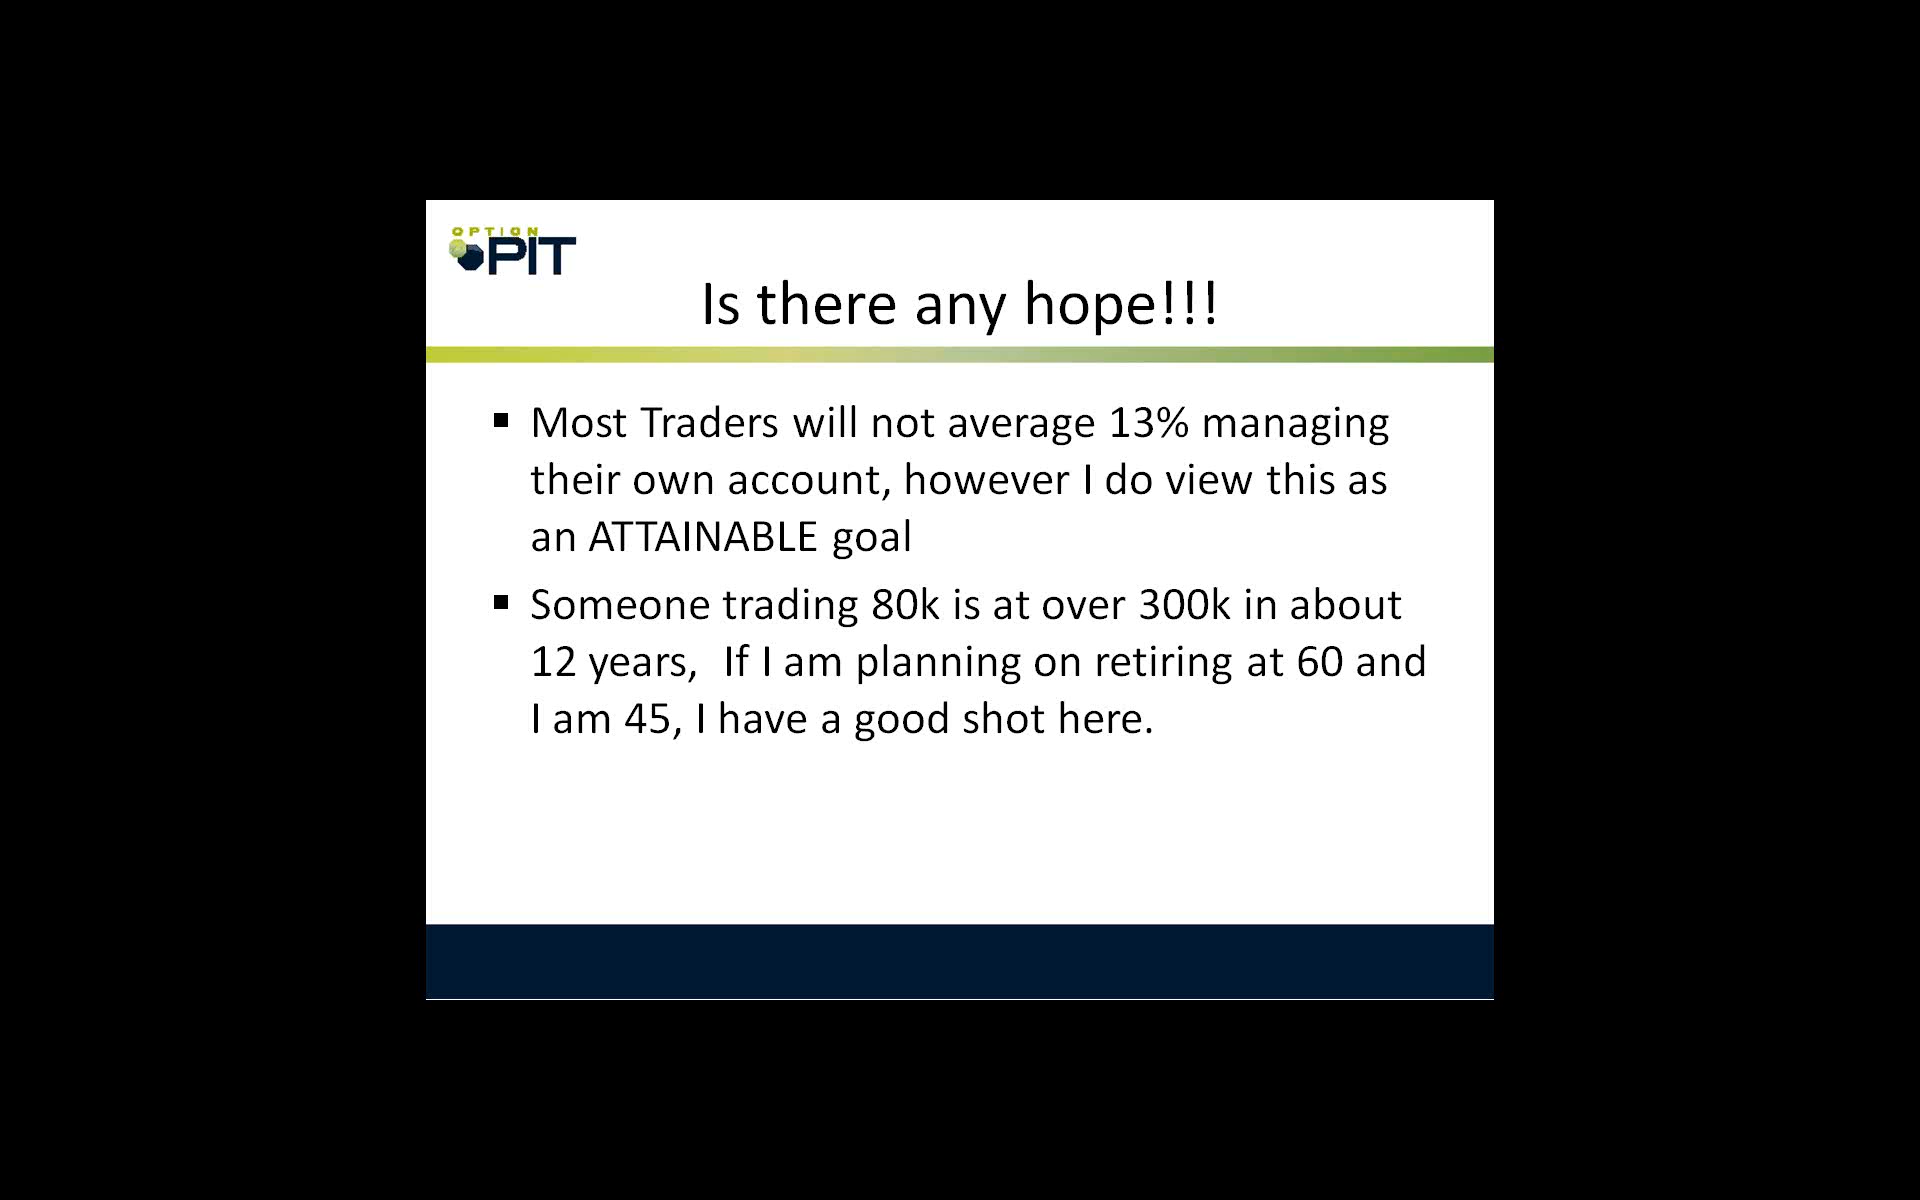 OPTION
PIT
Is there any hope!!!
▪ Most Traders will not average 13% managing
their own account, however I do view this as
an ATTAINABLE goal
▪ Someone trading 80k is at over 300k in about
12 years,  If I am planning on retiring at 60 and
I am 45, I have a good shot here.